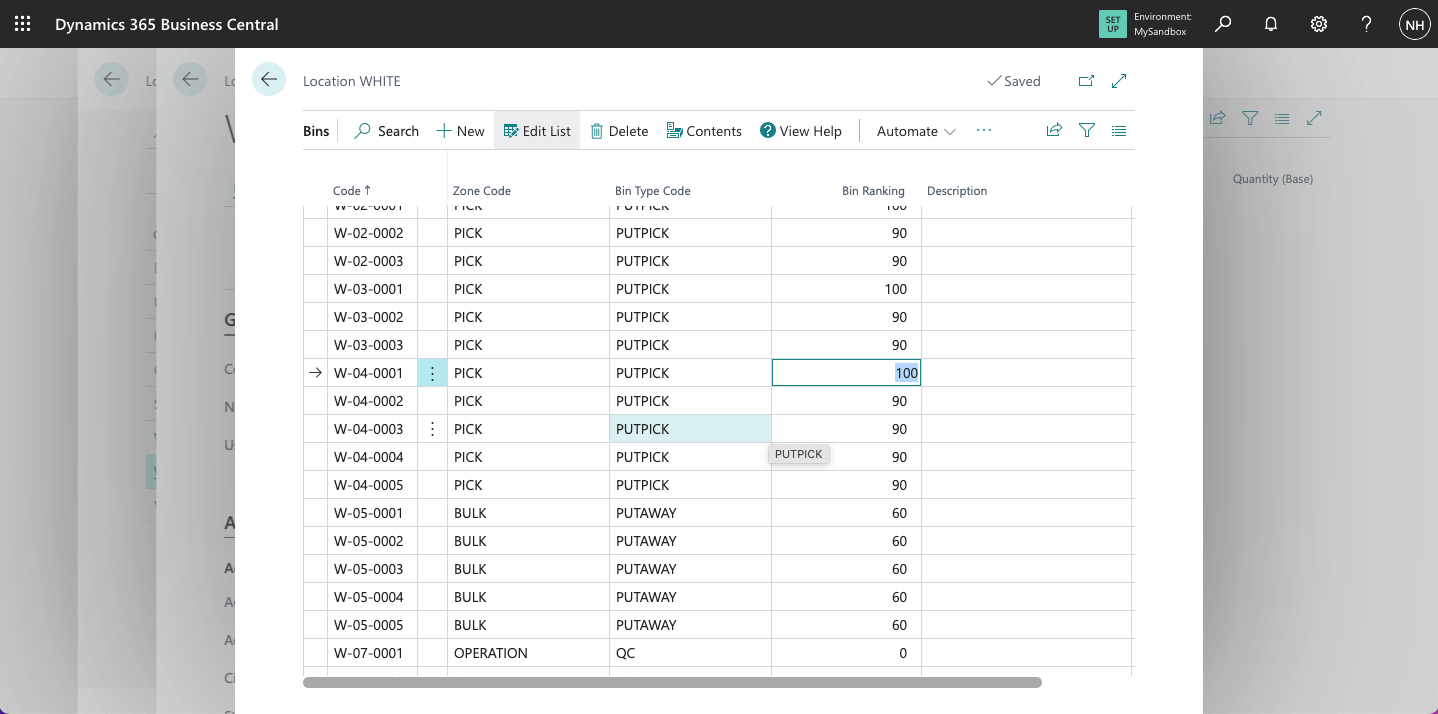 Dynamics 365 Business Central
SET UP
Environment:
MySandbox
?
NH
Location WHITE
Saved
Bins
Search
New
Edit List
Delete
Contents
View Help
Automate
Quantity (Base)
Code ↑ Zone Code Bin Type Code Bin Ranking Description
W-02-0001 PICK PUTPICK 100
W-02-0002 PICK PUTPICK 90
W-02-0003 PICK PUTPICK 90
W-03-0001 PICK PUTPICK 100
W-03-0002 PICK PUTPICK 90
W-03-0003 PICK PUTPICK 90
W-04-0001 PICK PUTPICK 100
W-04-0002 PICK PUTPICK 90
W-04-0003 PICK PUTPICK 90
PUTPICK
W-04-0004 PICK PUTPICK 90
W-04-0005 PICK PUTPICK 90
W-05-0001 BULK PUTAWAY 60
W-05-0002 BULK PUTAWAY 60
W-05-0003 BULK PUTAWAY 60
W-05-0004 BULK PUTAWAY 60
W-05-0005 BULK PUTAWAY 60
W-07-0001 OPERATION QC 0